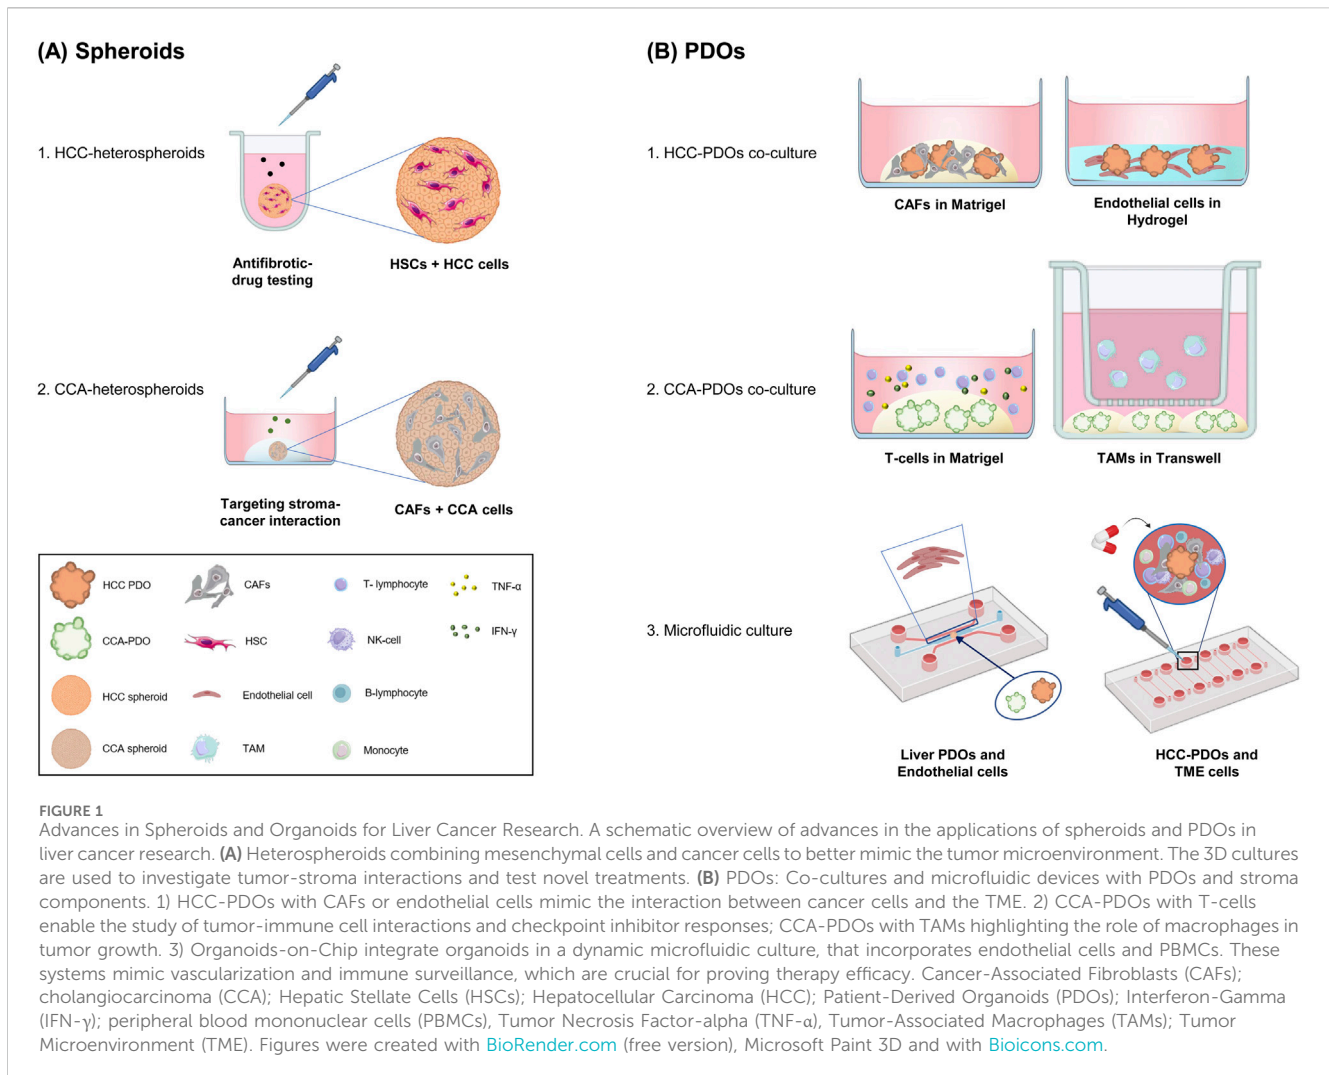 (A) Spheroids
1. HCC-heterospheroids
Antifibrotic-
drug testing
HSCs + HCC cells
2. CCA-heterospheroids
Targeting stroma-
cancer interaction
CAFs + CCA cells
HCC PDO
CAFs
T- lymphocyte
TNF-α
CCA-PDO
HSC
NK-cell
IFN-γ
HCC spheroid
Endothelial cell
B-lymphocyte
CCA spheroid
TAM
Monocyte
(B) PDOs
1. HCC-PDOs co-culture
CAFs in Matrigel
Endothelial cells in
Hydrogel
2. CCA-PDOs co-culture
T-cells in Matrigel
TAMs in Transwell
3. Microfluidic culture
Liver PDOs and
Endothelial cells
HCC-PDOs and
TME cells
FIGURE 1
Advances in Spheroids and Organoids for Liver Cancer Research. A schematic overview of advances in the applications of spheroids and PDOs in
liver cancer research. (A) Heterospheroids combining mesenchymal cells and cancer cells to better mimic the tumor microenvironment. The 3D cultures
are used to investigate tumor-stroma interactions and test novel treatments. (B) PDOs: Co-cultures and microfluidic devices with PDOs and stroma
components. 1) HCC-PDOs with CAFs or endothelial cells mimic the interaction between cancer cells and the TME. 2) CCA-PDOs with T-cells
enable the study of tumor-immune cell interactions and checkpoint inhibitor responses; CCA-PDOs with TAMs highlighting the role of macrophages in
tumor growth. 3) Organoids-on-Chip integrate organoids in a dynamic microfluidic culture, that incorporates endothelial cells and PBMCs. These
systems mimic vascularization and immune surveillance, which are crucial for proving therapy efficacy. Cancer-Associated Fibroblasts (CAFs);
cholangiocarcinoma (CCA); Hepatic Stellate Cells (HSCs); Hepatocellular Carcinoma (HCC); Patient-Derived Organoids (PDOs); Interferon-Gamma
(IFN-γ); peripheral blood mononuclear cells (PBMCs), Tumor Necrosis Factor-alpha (TNF-α), Tumor-Associated Macrophages (TAMs); Tumor
Microenvironment (TME). Figures were created with BioRender.com (free version), Microsoft Paint 3D and with Bioicons.com.